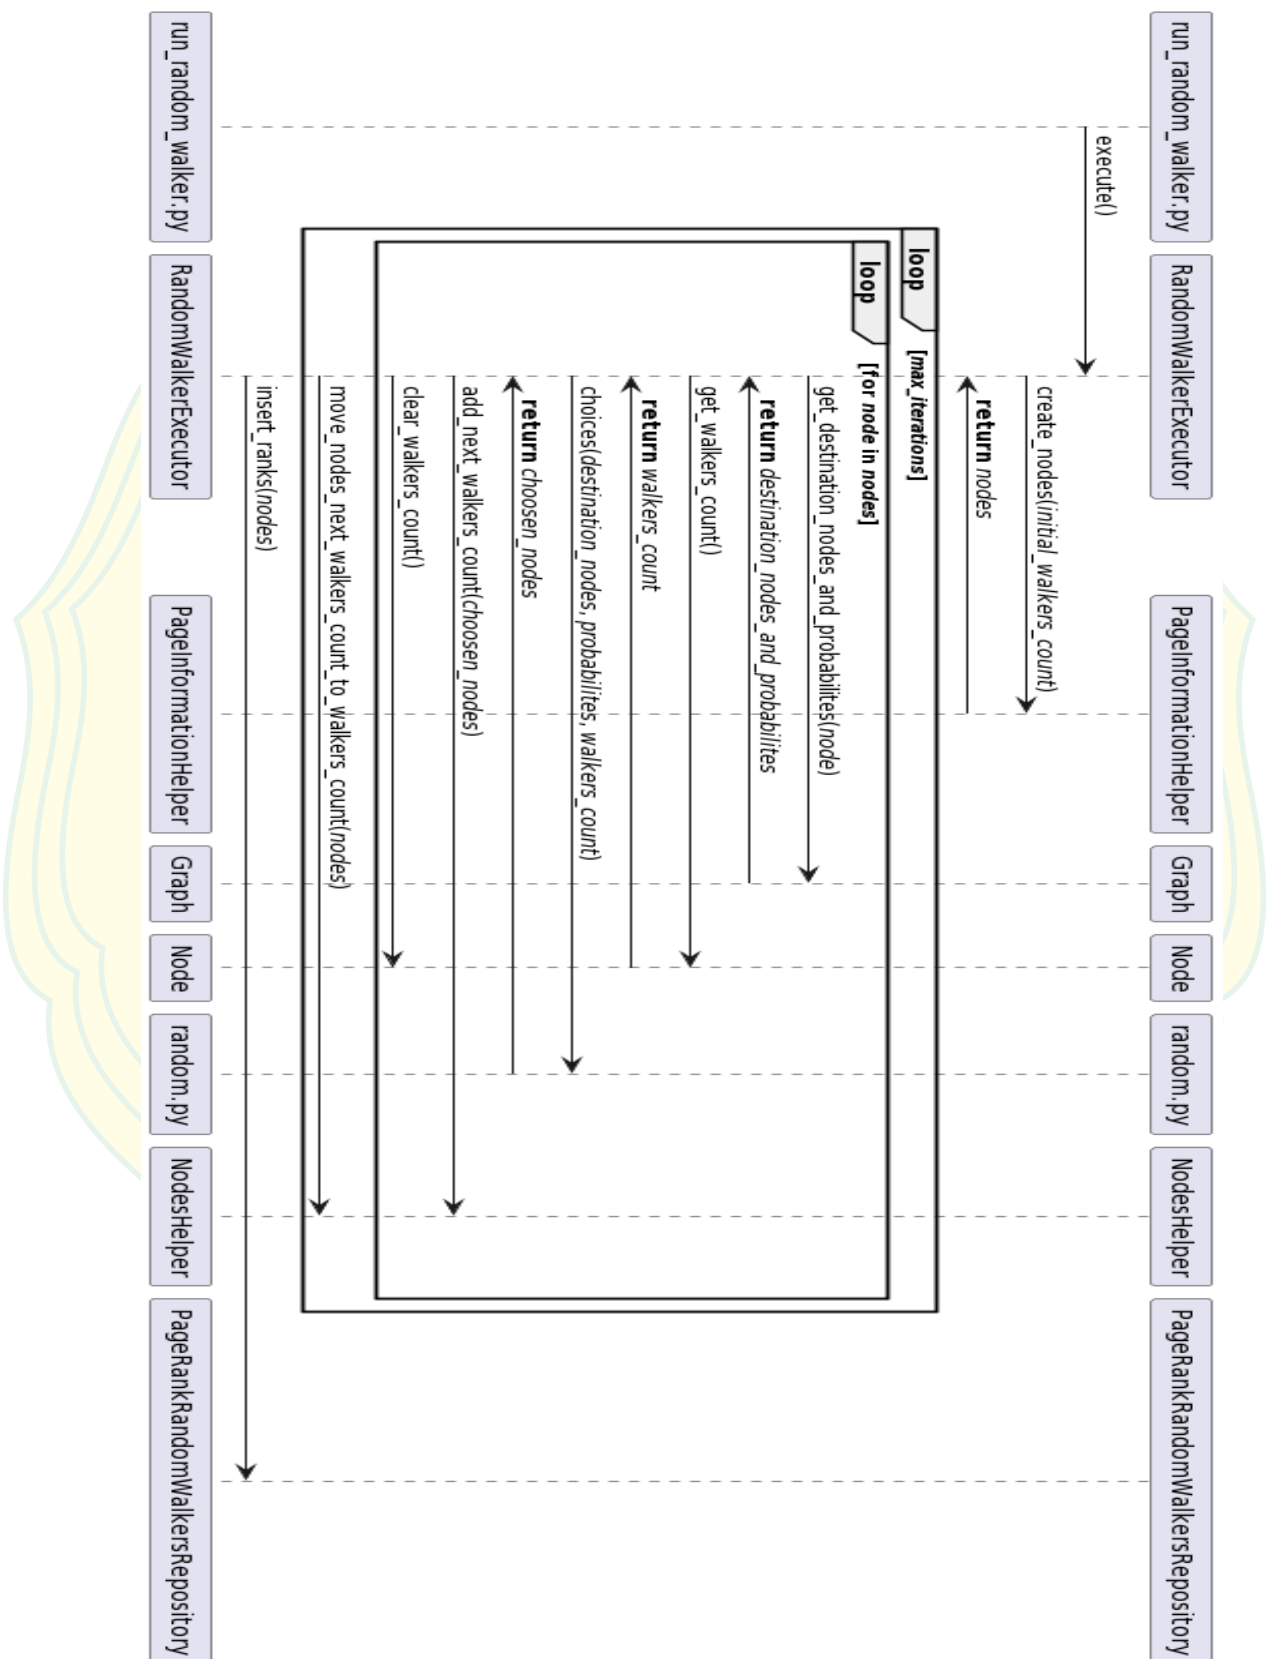 run_random_walker.py
RandomWalkerExecutor
PageInformationHelper
Graph
Node
random.py
NodesHelper
PageRankRandomWalkersRepository
execute()
create_nodes(initial_walkers_count)
return nodes
loop
[max_iterations]
loop
[for node in nodes]
get_destination_nodes_and_probabilites(node)
return destination_nodes_and_probabilites
get_walkers_count()
return walkers_count
choices(destination_nodes, probabilites, walkers_count)
return choosen_nodes
add_next_walkers_count(choosen_nodes)
clear_walkers_count()
move_nodes_next_walkers_count_to_walkers_count(nodes)
insert_ranks(nodes)
run_random_walker.py
RandomWalkerExecutor
PageInformationHelper
Graph
Node
random.py
NodesHelper
PageRankRandomWalkersRepository